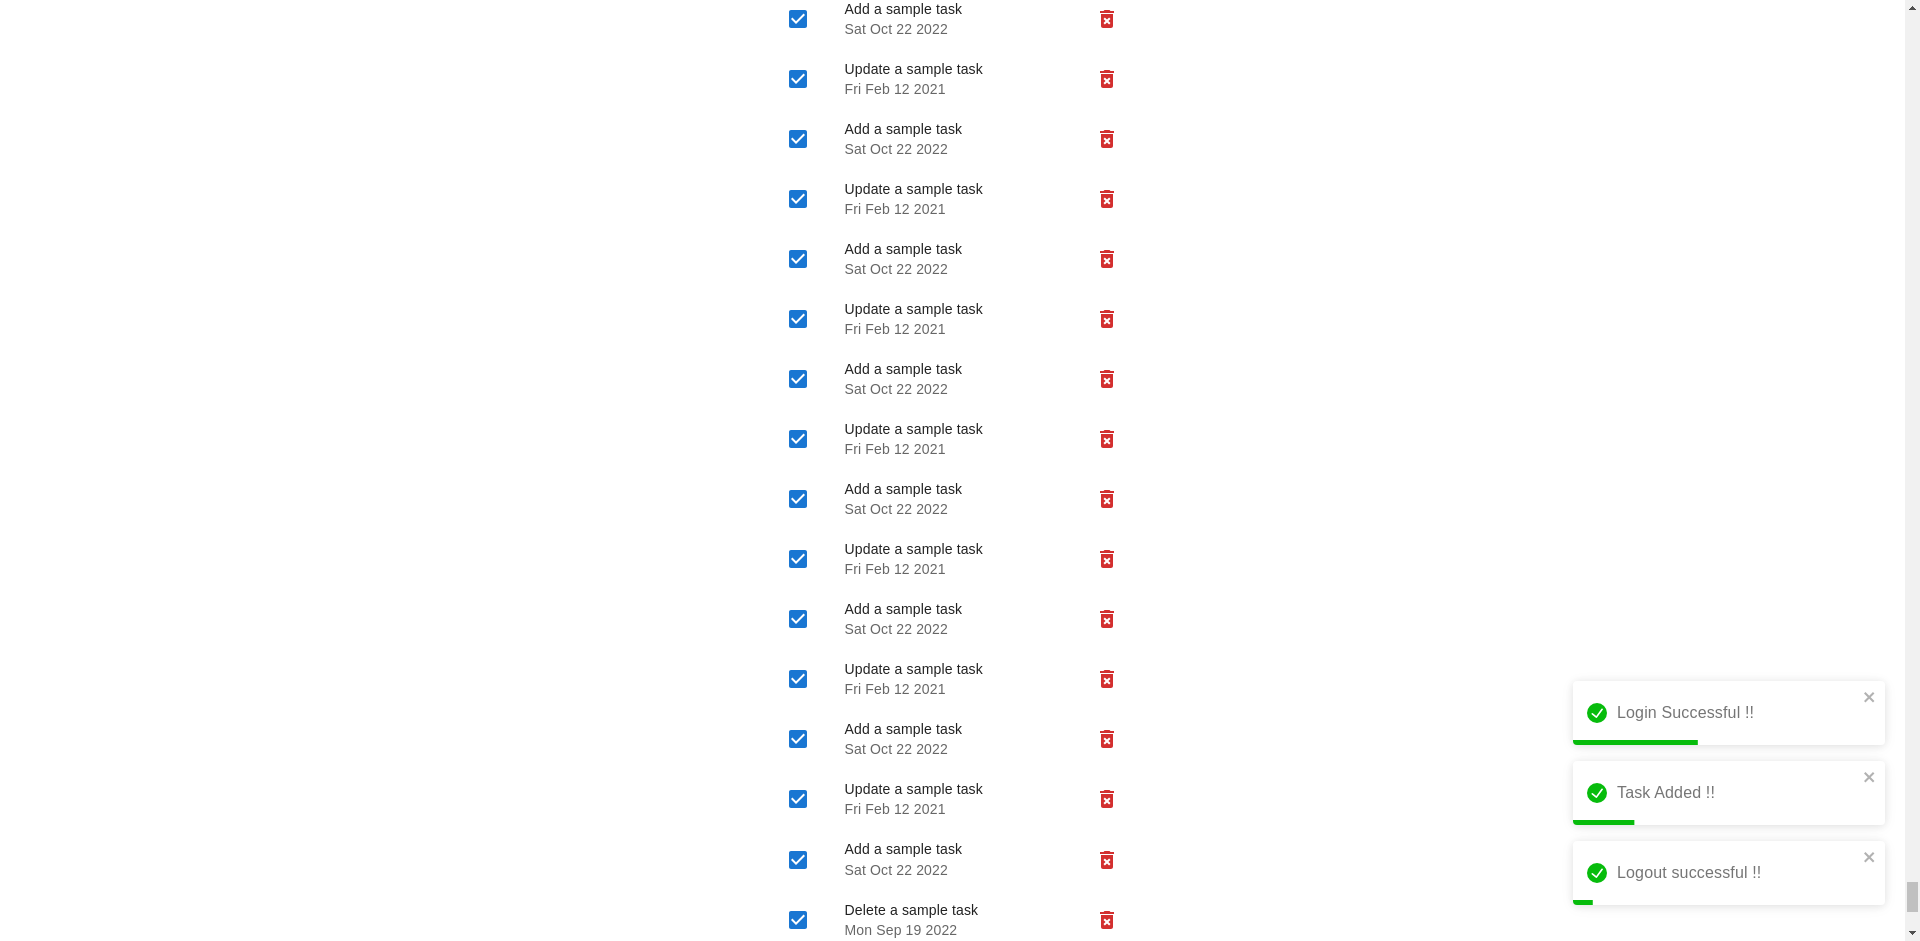 Add a sample task
Sat Oct 22 2022
Update a sample task
Fri Feb 12 2021
Add a sample task
Sat Oct 22 2022
Update a sample task
Fri Feb 12 2021
Add a sample task
Sat Oct 22 2022
Update a sample task
Fri Feb 12 2021
Add a sample task
Sat Oct 22 2022
Update a sample task
Fri Feb 12 2021
Add a sample task
Sat Oct 22 2022
Update a sample task
Fri Feb 12 2021
Add a sample task
Sat Oct 22 2022
Update a sample task
Fri Feb 12 2021
Add a sample task
Sat Oct 22 2022
Update a sample task
Fri Feb 12 2021
Add a sample task
Sat Oct 22 2022
Delete a sample task
Mon Sep 19 2022
Login Successful !!
Task Added !!
Logout successful !!